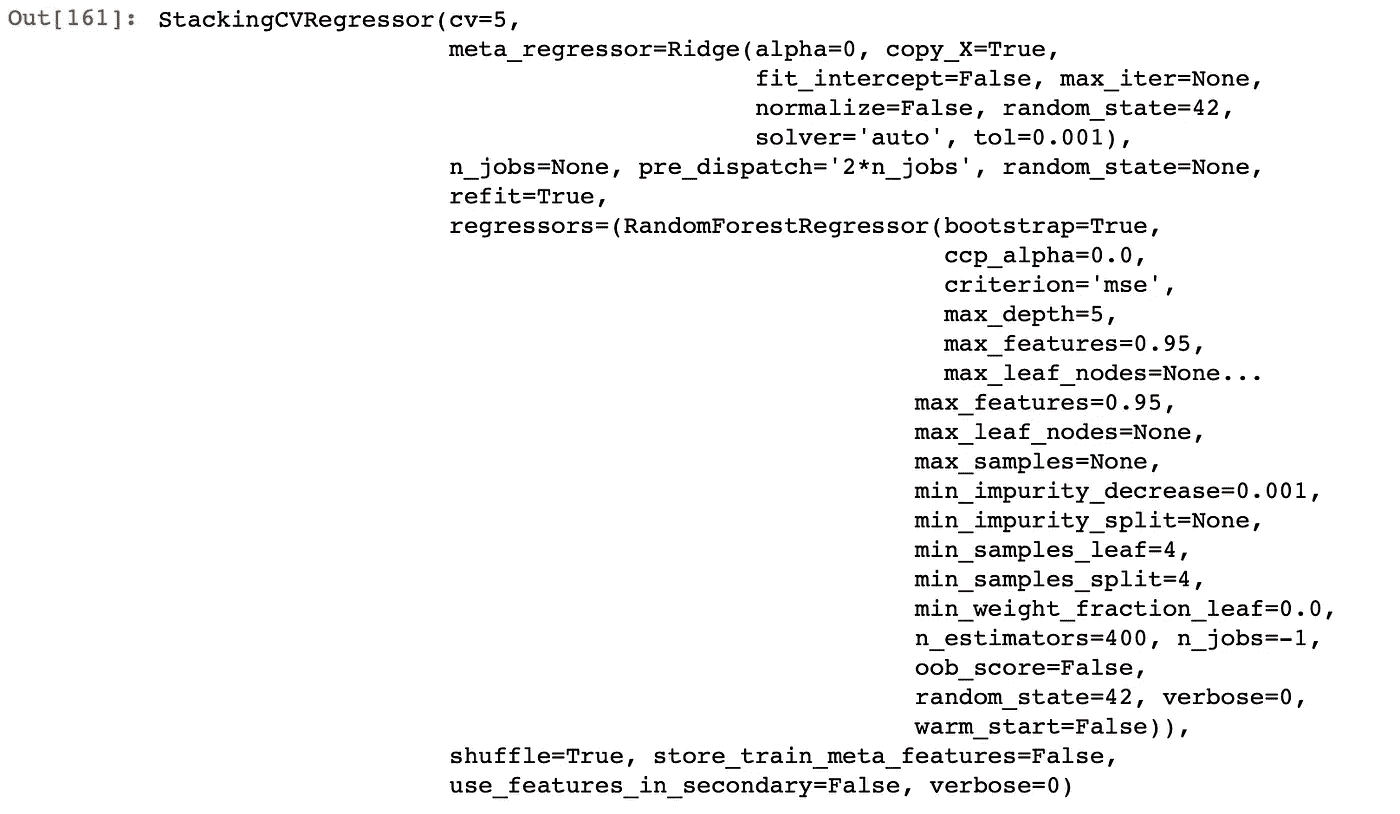 Out[161]: StackingCVRegressor(cv=5,
meta_regressor=Ridge(alpha=0, copy_X=True,
fit_intercept=False, max_iter=None,
normalize=False, random_state=42,
solver='auto', tol=0.001),
n_jobs=None, pre_dispatch='2*n_jobs', random_state=None,
refit=True,
regressors=(RandomForestRegressor(bootstrap=True,
ccp_alpha=0.0,
criterion='mse',
max_depth=5,
max_features=0.95,
max_leaf_nodes=None...
max_features=0.95,
max_leaf_nodes=None,
max_samples=None,
min_impurity_decrease=0.001,
min_impurity_split=None,
min_samples_leaf=4,
min_samples_split=4,
min_weight_fraction_leaf=0.0,
n_estimators=400, n_jobs=-1,
oob_score=False,
random_state=42, verbose=0,
warm_start=False)),
shuffle=True, store_train_meta_features=False,
use_features_in_secondary=False, verbose=0)